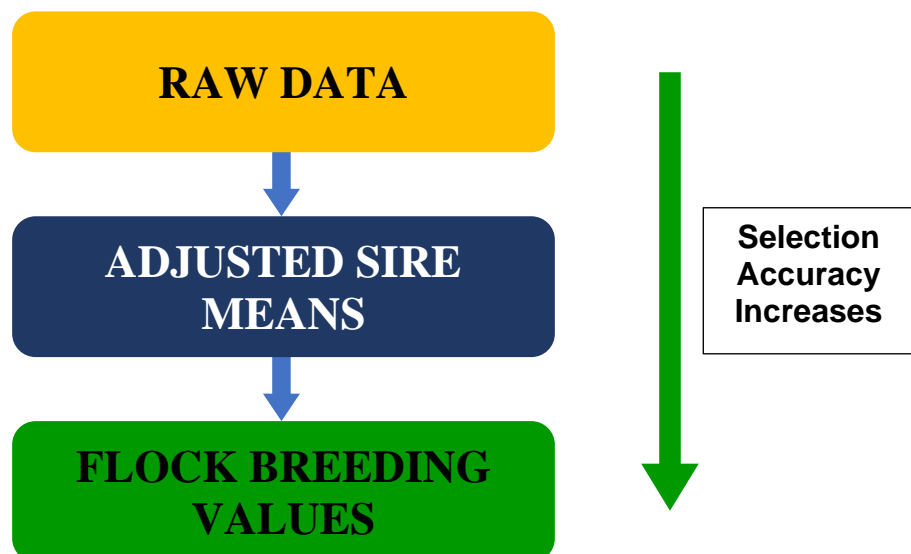 RAW DATA
ADJUSTED SIRE
MEANS
FLOCK BREEDING
VALUES
Selection
Accuracy
Increases